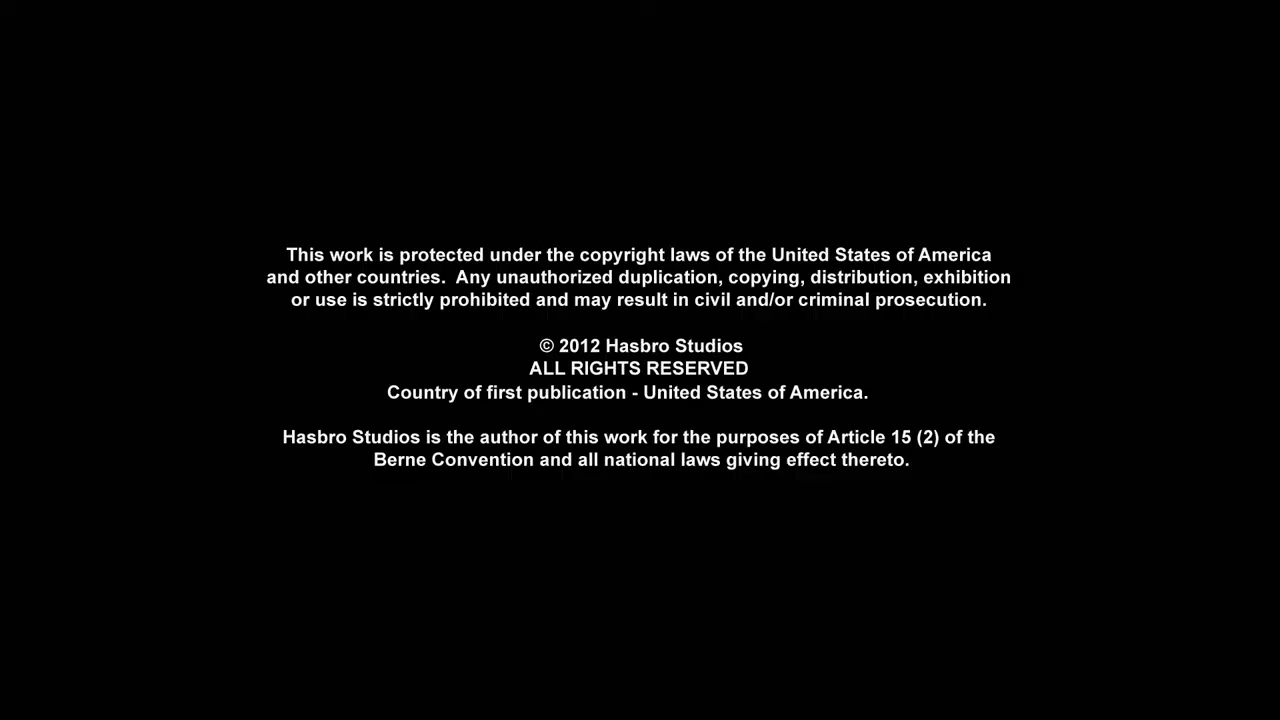 This work is protected under the copyright laws of the United States of America
and other countries.  Any unauthorized duplication, copying, distribution, exhibition
or use is strictly prohibited and may result in civil and/or criminal prosecution.
© 2012 Hasbro Studios
ALL RIGHTS RESERVED
Country of first publication - United States of America.
Hasbro Studios is the author of this work for the purposes of Article 15 (2) of the
Berne Convention and all national laws giving effect thereto.